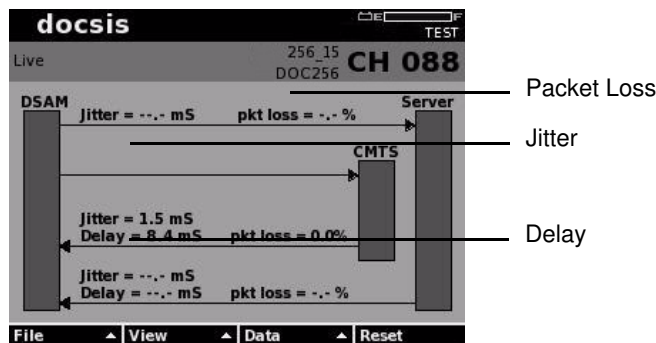 docsis
E F
TEST
Live
256_15
DOC256
CH 088
Packet Loss
DSAM
Server
Jitter = --.- mS pkt loss = -.- %
Jitter
CMTS
Jitter = 1.5 mS
Delay = 8.4 mS pkt loss = 0.0%
Delay
Jitter = --.- mS
Delay = --.- mS pkt loss = -.- %
File View Data Reset